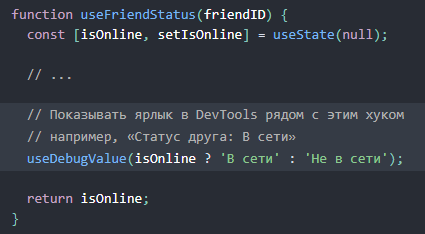 function useFriendStatus(friendID) {
const [isOnline, setIsOnline] = useState(null);
// ...
// Показывать ярлык в DevTools рядом с этим хуком
// например, «Статус друга: В сети»
useDebugValue(isOnline ? 'В сети' : 'Не в сети');
return isOnline;
}